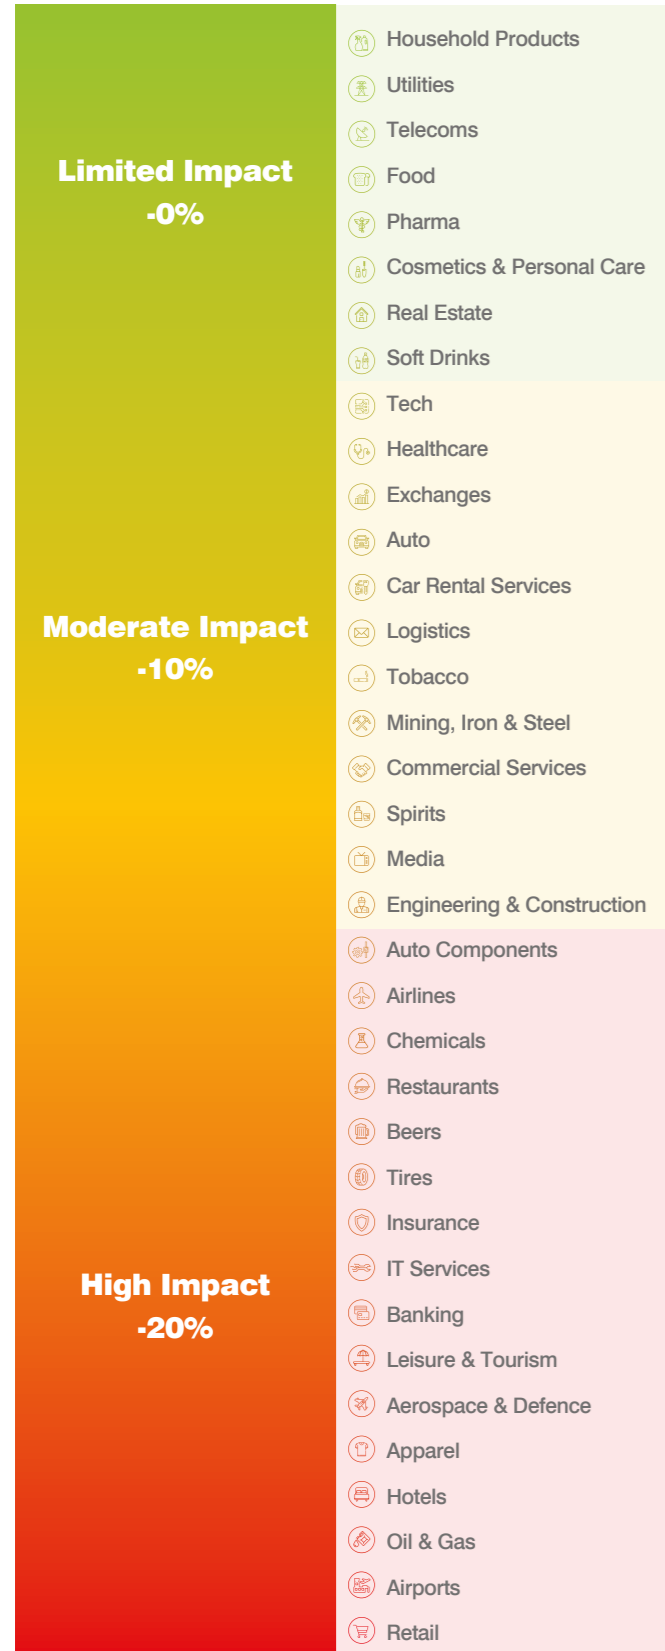 Limited Impact
-0%
Household Products
Utilities
Telecoms
Food
Pharma
Cosmetics & Personal Care
Real Estate
Soft Drinks
Moderate Impact
-10%
Tech
Healthcare
Exchanges
Auto
Car Rental Services
Logistics
Tobacco
Mining, Iron & Steel
Commercial Services
Spirits
Media
Engineering & Construction
High Impact
-20%
Auto Components
Airlines
Chemicals
Restaurants
Beers
Tires
Insurance
IT Services
Banking
Leisure & Tourism
Aerospace & Defence
Apparel
Hotels
Oil & Gas
Airports
Retail